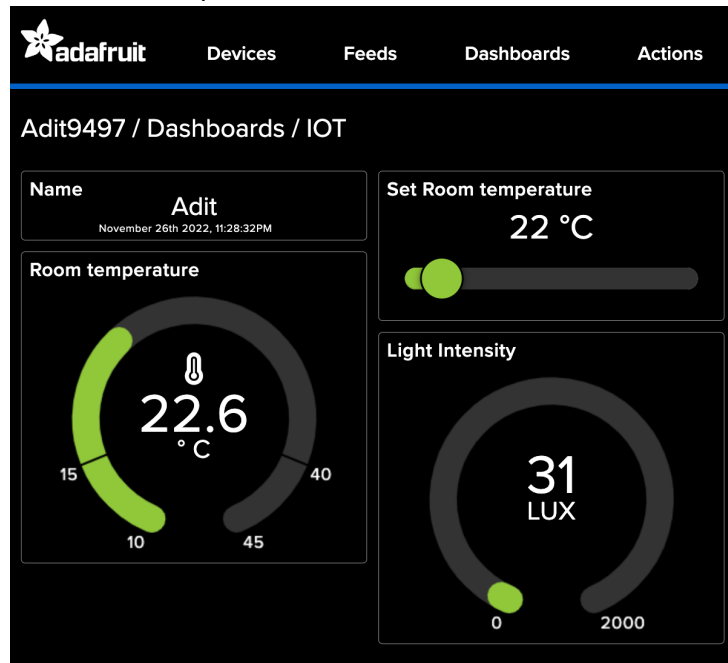 adafruit Devices Feeds Dashboards Actions
Adit9497 / Dashboards / IOT
Name
Adit
November 26th 2022, 11:28:32PM
Room temperature
22.6
° C
15
40
10
45
Set Room temperature
22 °C
Light Intensity
31
LUX
0
2000